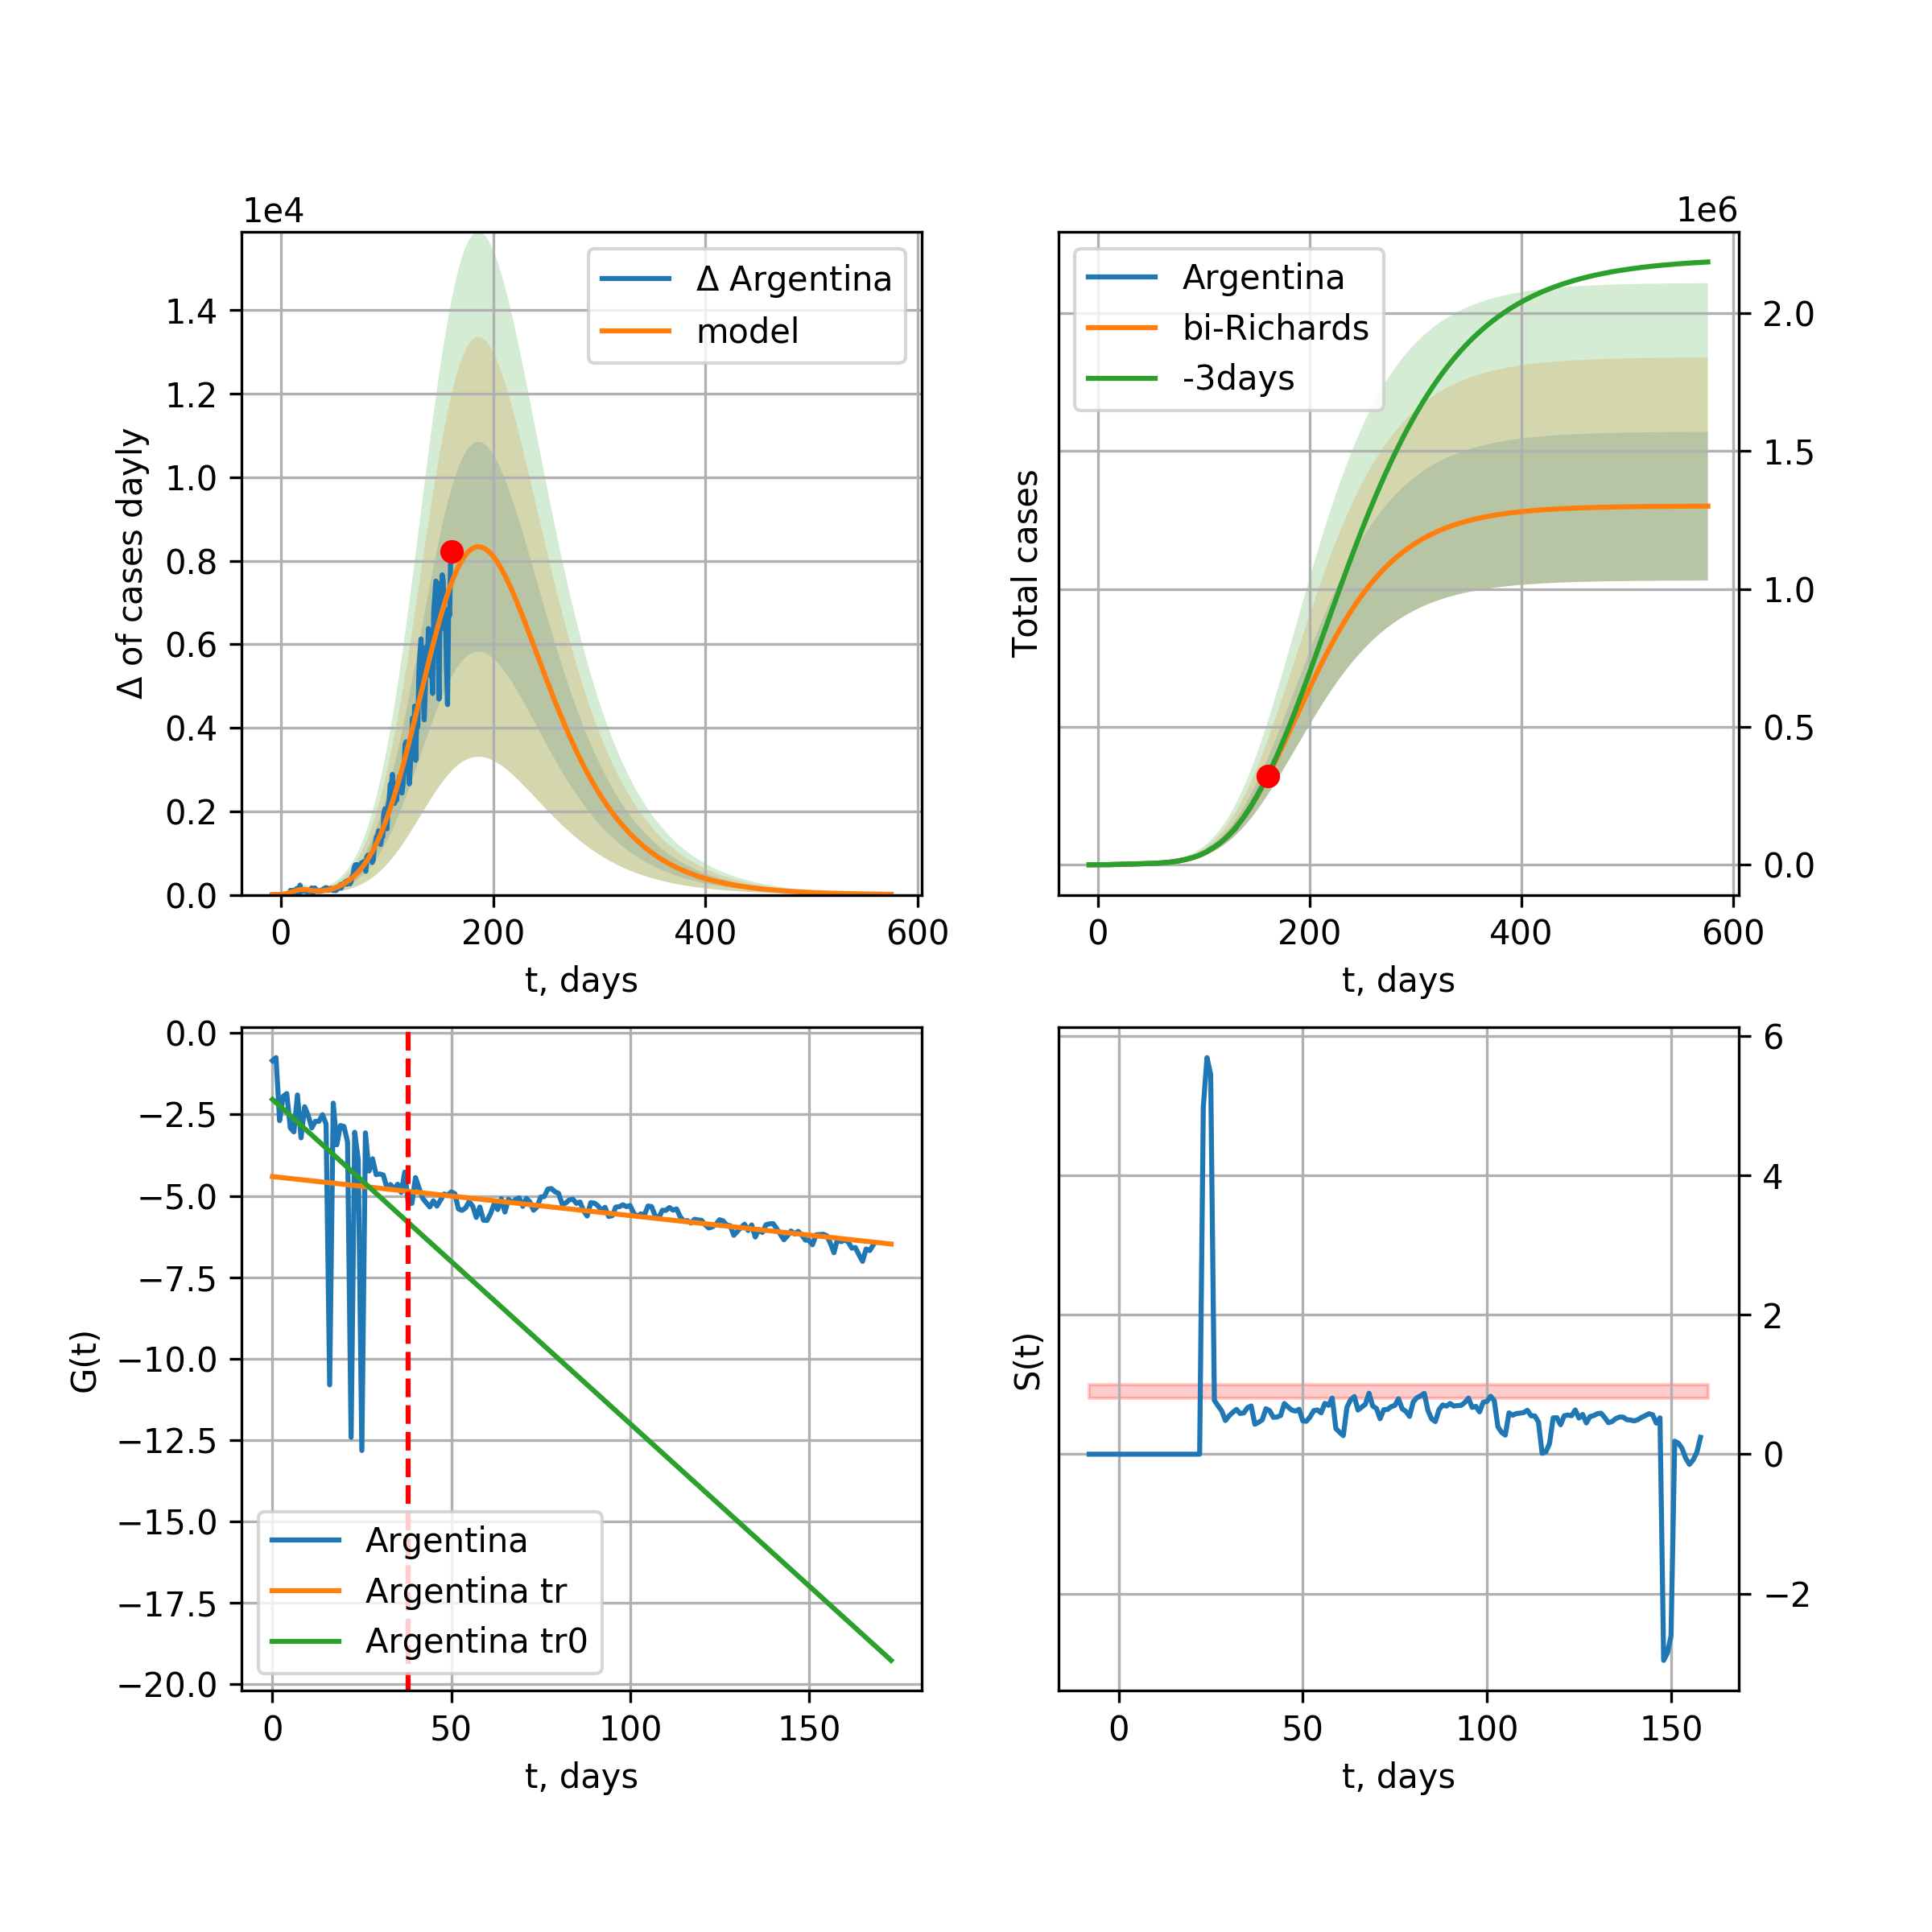 1e4
Δ Argentina
model
1.4
1.2
1.0
0.8
0.6
0.4
0.2
0.0
Δ of cases dayly
0 200 400 600
t, days
1e6
Argentina
bi-Richards
-3days
2.0
1.5
1.0
0.5
0.0
Total cases
0 200 400 600
t, days
0.0
−2.5
−5.0
−7.5
−10.0
−12.5
−15.0
−17.5
−20.0
G(t)
Argentina
Argentina tr
Argentina tr0
0 50 100 150
t, days
6
4
2
0
−2
S(t)
0 50 100 150
t, days